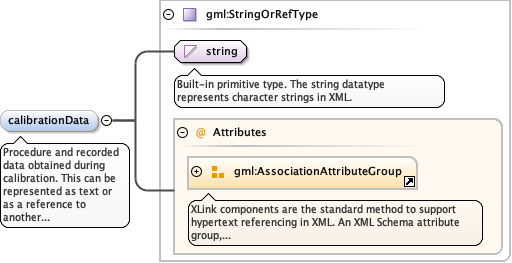 gml:StringOrRefType
string
Built-in primitive type. The string datatype
represents character strings in XML.
calibrationData
Procedure and recorded
data obtained during
calibration. This can be
represented as text or
as a reference to
another...
@ Attributes
gml:AssociationAttributeGroup
XLink components are the standard method to support
hypertext referencing in XML. An XML Schema attribute
group,...